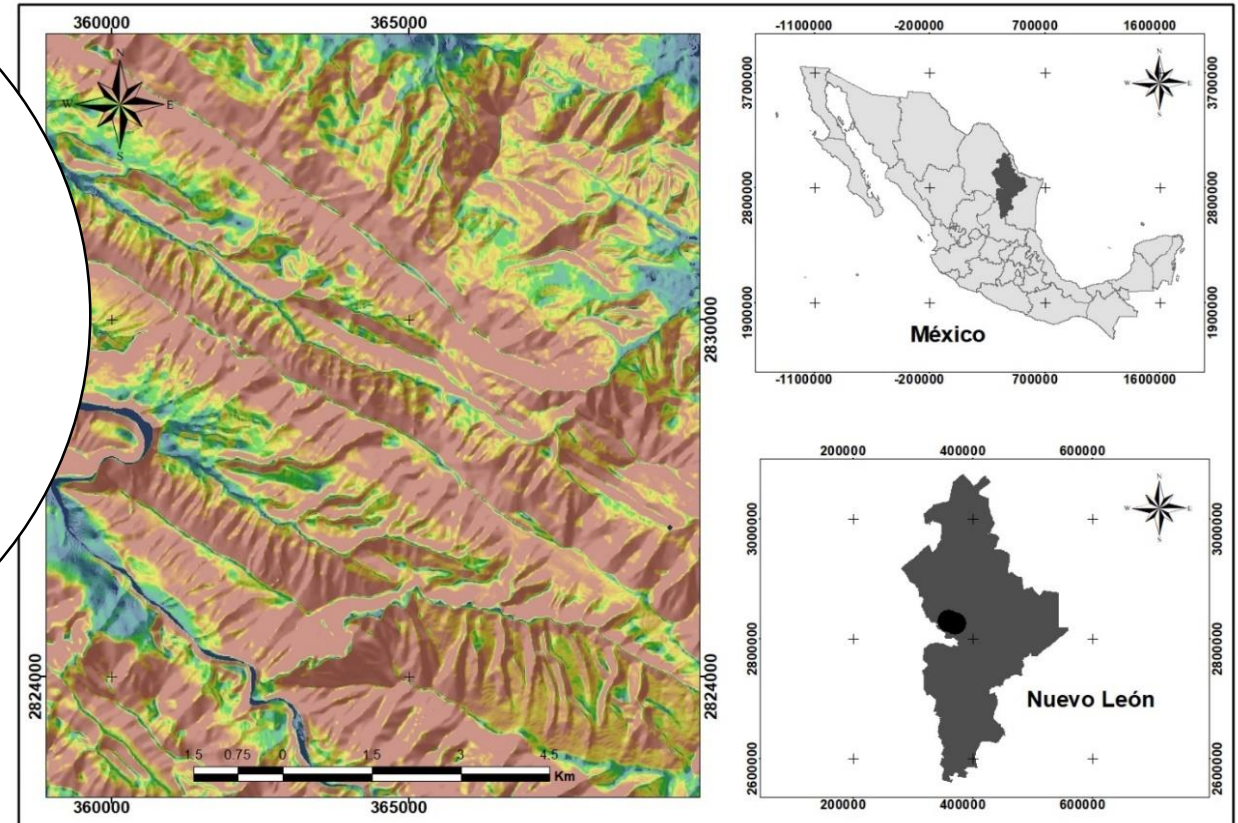 360000 365000
N
W E
S
2830000
2824000 2824000
1.5 0.75 0 1.5 3 4.5
Km
360000 365000
-1100000 -200000 700000 1600000
N
W E
S
3700000 3700000
2800000 2800000
1900000 1900000
México
-1100000 -200000 700000 1600000
200000 400000 600000
N
W E
S
3000000 3000000
2800000 2800000
Nuevo León
2600000 2600000
200000 400000 600000